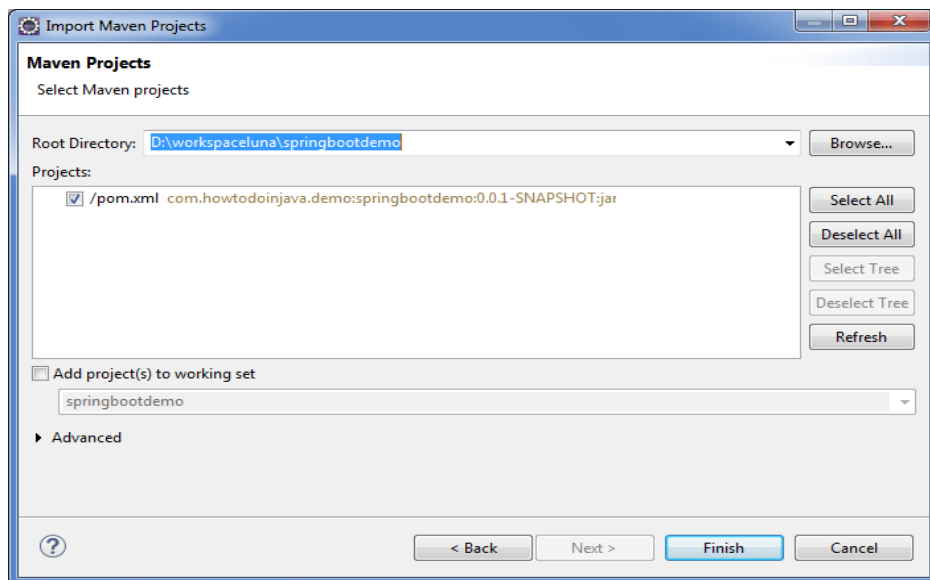 Import Maven Projects
Maven Projects
Select Maven projects
Root Directory: D:\workspaceluna\springbootdemo Browse...
Projects:
/pom.xml com.howtodoinjava.demo:springbootdemo:0.0.1-SNAPSHOT:jar
Select All
Deselect All
Select Tree
Deselect Tree
Refresh
Add project(s) to working set
springbootdemo
Advanced
? < Back Next > Finish Cancel